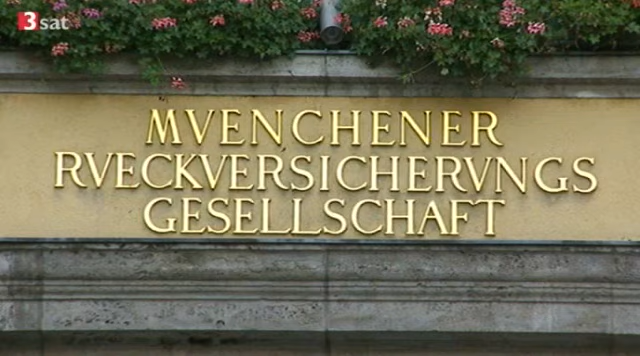 3sat
MVENCHENER
RVECKVERSICHERVNGS
GESELLSCHAFT